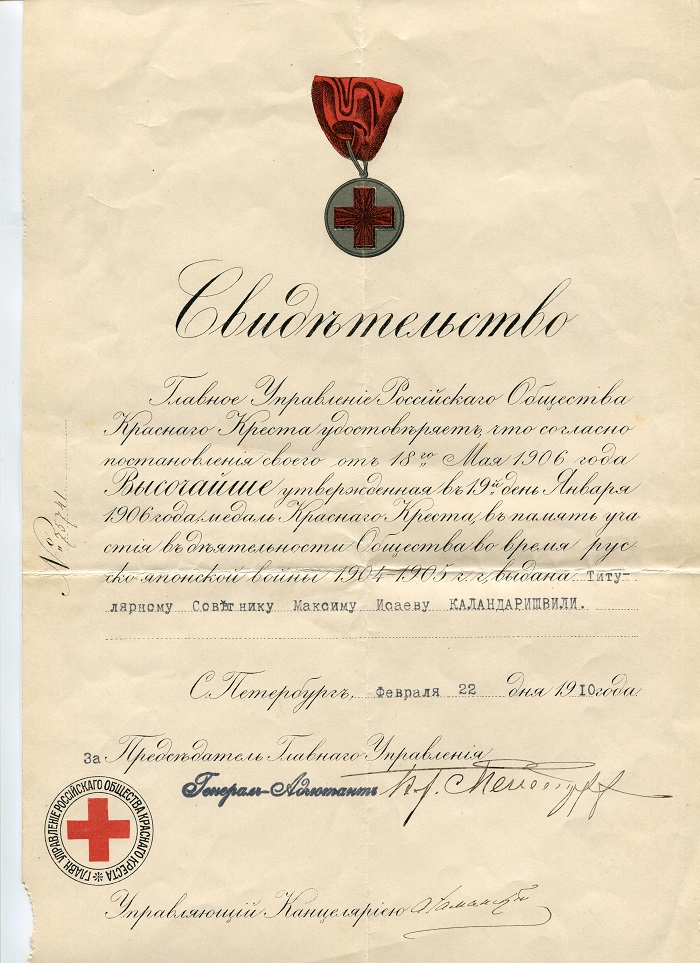 Свидѣтельство
Главное Управленіе Россійскаго Общества
Краснаго Креста удостовѣряетъ, что согласно
постановленія своего отъ 18го Мая 1906 года
Высочайше утвержденная въ 19й день Января
1906 года, медаль Краснаго Креста, въ память уча-
стія въ дѣятельности Общества во время рус-
ско японской войны 1904-1905 г.г. выдана Титу-
лярному Совѣтнику Максиму Исаеву КАЛАНДАРИШВИЛИ.
С. Петербургъ, Февраля 22 дня 1910 года
За Предсѣдатель Главнаго Управленія
Генералъ-Адъютантъ
ГЛАВН. УПРАВЛЕНІЕ РОССІЙСКАГО ОБЩЕСТВА КРАСНАГО КРЕСТА
Управляющій Канцеляріею
№